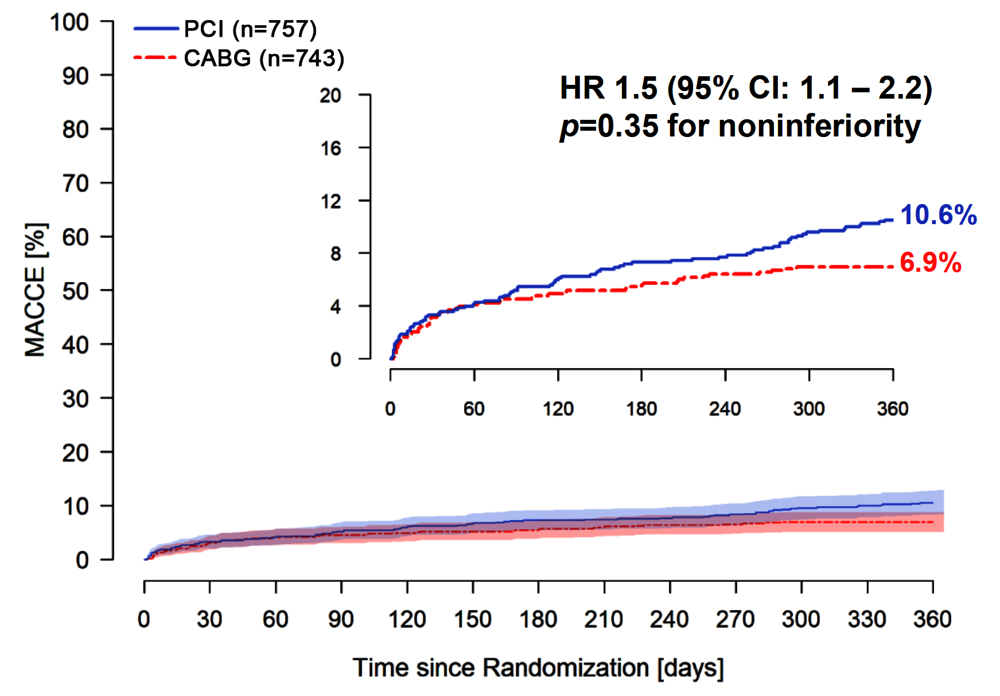 PCI (n=757)
CABG (n=743)
HR 1.5 (95% CI: 1.1 – 2.2)
p=0.35 for noninferiority
MACCE [%]
100
90
80
70
60
50
40
30
20
10
0
20
16
12
8
4
0
10.6%
6.9%
0 60 120 180 240 300 360
0 30 60 90 120 150 180 210 240 270 300 330 360
Time since Randomization [days]